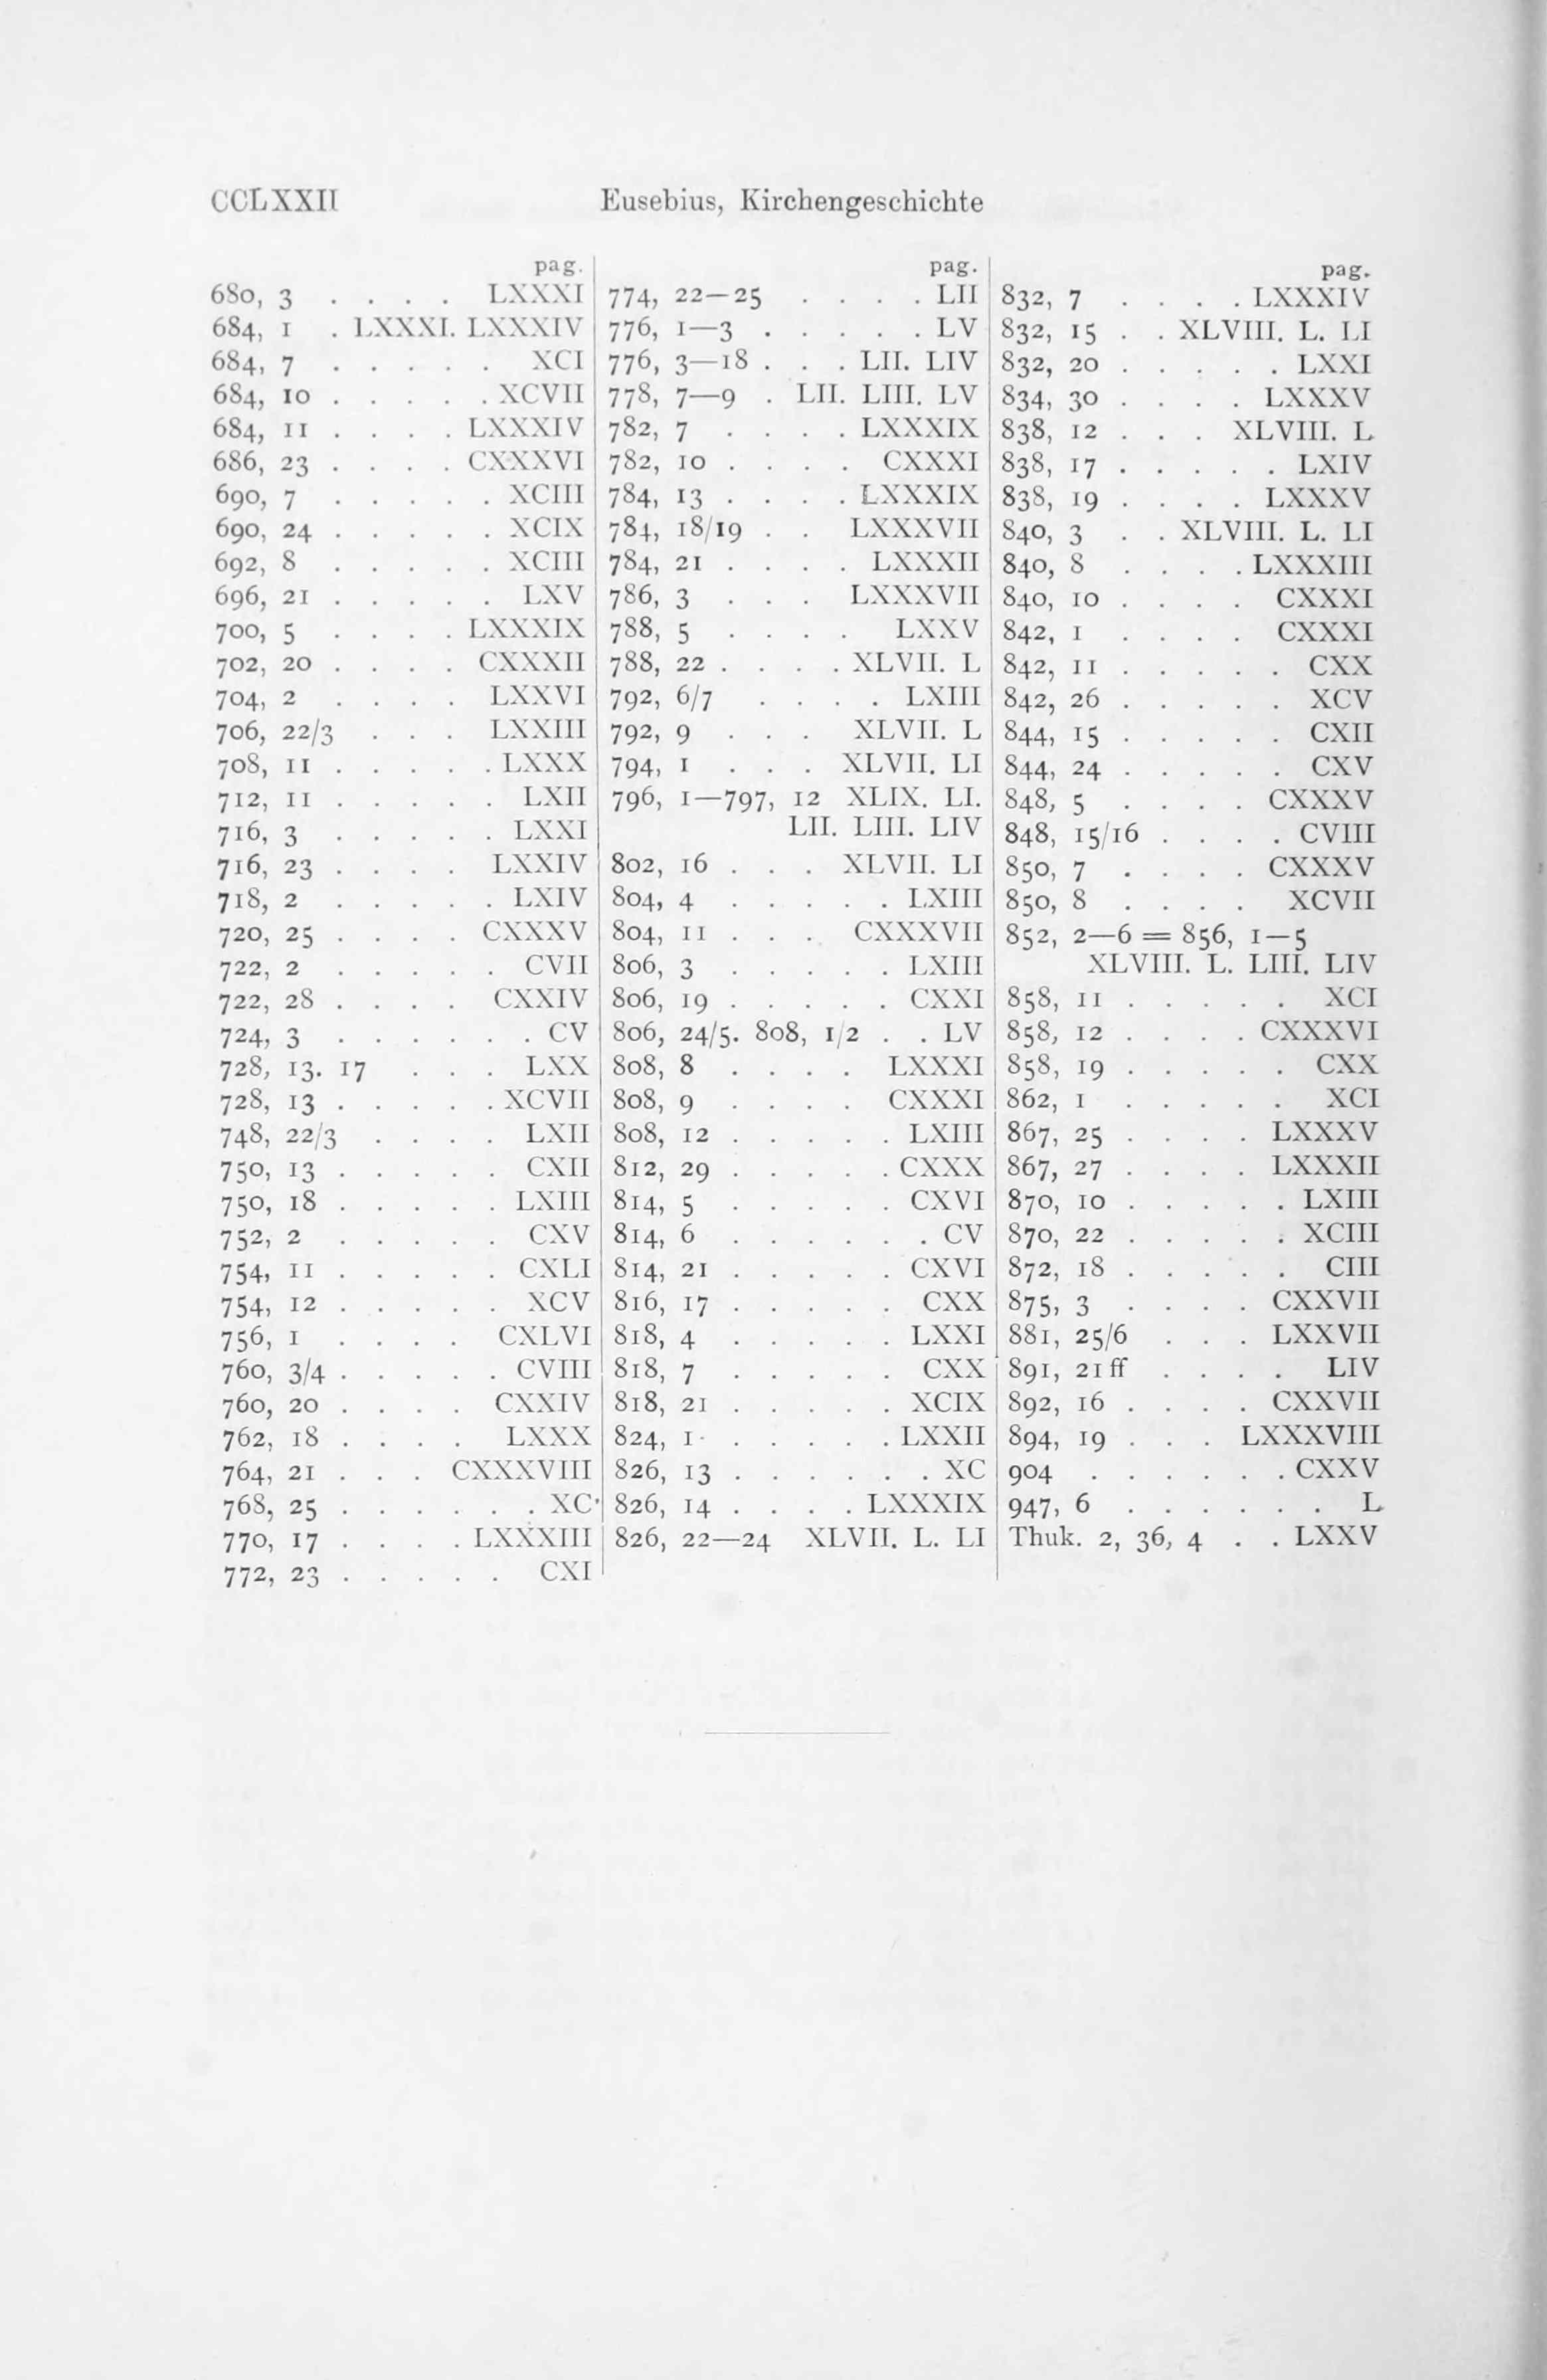 CCLXXII Eusebius, Kirchengeschichte
pag.
680, 3 . . . . LXXXI
684, 1 . LXXXI. LXXXIV
684, 7 . . . . . XCI
684, 10 . . . . . XCVII
684, 11 . . . . LXXXIV
686, 23 . . . . CXXXVI
690, 7 . . . . . XCIII
690, 24 . . . . . XCIX
692, 8 . . . . . XCIII
696, 21 . . . . . LXV
700, 5 . . . . LXXXIX
702, 20 . . . . CXXXII
704, 2 . . . . LXXVI
706, 22/3 . . . LXXIII
708, 11 . . . . . LXXX
712, 11 . . . . . LXII
716, 3 . . . . . LXXI
716, 23 . . . . LXXIV
718, 2 . . . . . LXIV
720, 25 . . . . CXXXV
722, 2 . . . . . CVII
722, 28 . . . . CXXIV
724, 3 . . . . . . CV
728, 13. 17 . . . LXX
728, 13 . . . . . XCVII
748, 22/3 . . . . LXII
750, 13 . . . . . CXII
750, 18 . . . . . LXIII
752, 2 . . . . . CXV
754, 11 . . . . . CXLI
754, 12 . . . . . XCV
756, 1 . . . . CXLVI
760, 3/4 . . . . . CVIII
760, 20 . . . . CXXIV
762, 18 . . . . LXXX
764, 21 . . . CXXXVIII
768, 25 . . . . . . XC
770, 17 . . . . LXXXIII
772, 23 . . . . . CXI
pag.
774, 22—25 . . . . LII
776, 1—3 . . . . . LV
776, 3—18 . . . LII. LIV
778, 7—9 . LII. LIII. LV
782, 7 . . . . LXXXIX
782, 10 . . . . CXXXI
784, 13 . . . . LXXXIX
784, 18/19 . . LXXXVII
784, 21 . . . . LXXXII
786, 3 . . . LXXXVII
788, 5 . . . . LXXV
788, 22 . . . . XLVII. L
792, 6/7 . . . . LXIII
792, 9 . . . XLVII. L
794, 1 . . . XLVII. LI
796, 1—797, 12 XLIX. LI.
LII. LIII. LIV
802, 16 . . . XLVII. LI
804, 4 . . . . . LXIII
804, 11 . . . CXXXVII
806, 3 . . . . . LXIII
806, 19 . . . . . CXXI
806, 24/5. 808, 1/2 . . LV
808, 8 . . . . LXXXI
808, 9 . . . . CXXXI
808, 12 . . . . . LXIII
812, 29 . . . . . CXXX
814, 5 . . . . . CXVI
814, 6 . . . . . . CV
814, 21 . . . . . CXVI
816, 17 . . . . . CXX
818, 4 . . . . . LXXI
818, 7 . . . . . CXX
818, 21 . . . . . XCIX
824, 1 . . . . . LXXII
826, 13 . . . . . . XC
826, 14 . . . . LXXXIX
826, 22—24 XLVII. L. LI
pag.
832, 7 . . . . LXXXIV
832, 15 . . XLVIII. L. LI
832, 20 . . . . . LXXI
834, 30 . . . . LXXXV
838, 12 . . . XLVIII. L
838, 17 . . . . . LXIV
838, 19 . . . . LXXXV
840, 3 . . XLVIII. L. LI
840, 8 . . . . LXXXIII
840, 10 . . . . CXXXI
842, 1 . . . . CXXXI
842, 11 . . . . . CXX
842, 26 . . . . . XCV
844, 15 . . . . . CXII
844, 24 . . . . . CXV
848, 5 . . . . CXXXV
848, 15/16 . . . . CVIII
850, 7 . . . . CXXXV
850, 8 . . . . XCVII
852, 2—6 = 856, 1—5
XLVIII. L. LIII. LIV
858, 11 . . . . . XCI
858, 12 . . . . CXXXVI
858, 19 . . . . . CXX
862, 1 . . . . . XCI
867, 25 . . . . LXXXV
867, 27 . . . . LXXXII
870, 10 . . . . . LXIII
870, 22 . . . . . XCIII
872, 18 . . . . . CIII
875, 3 . . . . CXXVII
881, 25/6 . . . LXXVII
891, 21 ff . . . . LIV
892, 16 . . . . CXXVII
894, 19 . . . LXXXVIII
904 . . . . . . CXXV
947, 6 . . . . . . L
Thuk. 2, 36, 4 . . LXXV